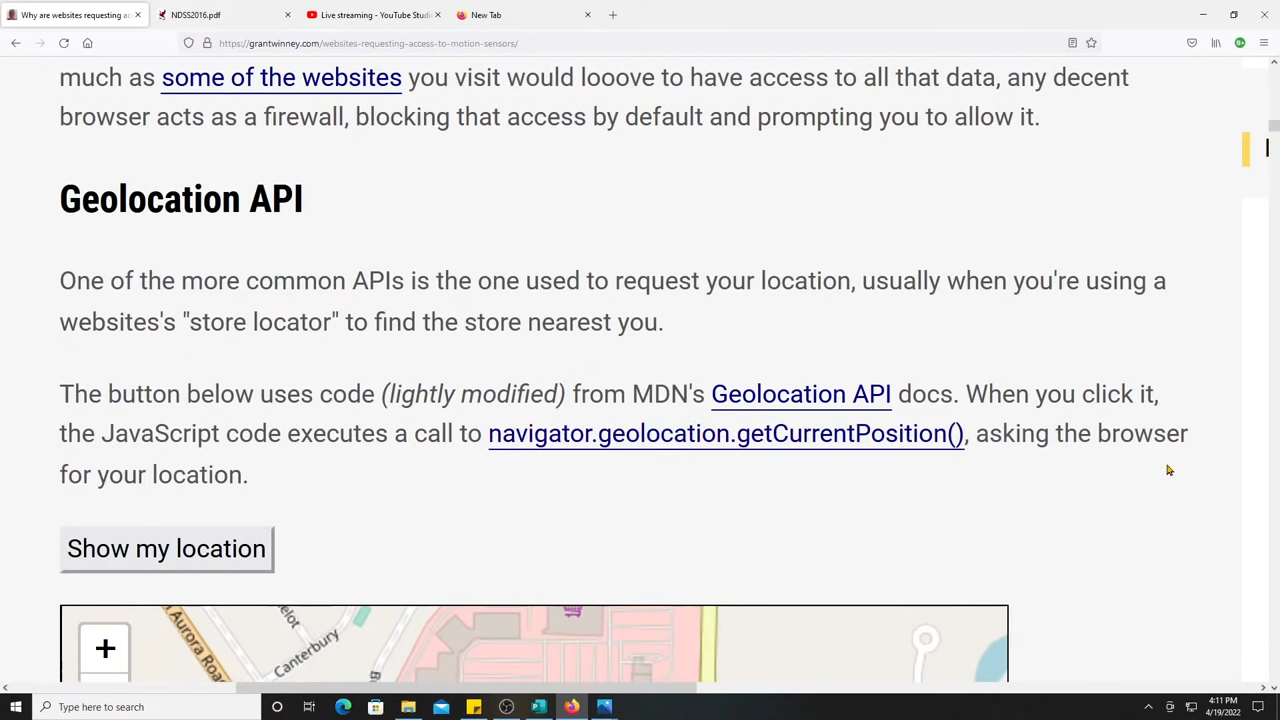 Why are websites requesting ac
NDSS2016.pdf
Live streaming - YouTube Studi
New Tab
https://grantwinney.com/websites-requesting-access-to-motion-sensors/
much as some of the websites you visit would looove to have access to all that data, any decent
browser acts as a firewall, blocking that access by default and prompting you to allow it.
Geolocation API
One of the more common APIs is the one used to request your location, usually when you're using a
websites's "store locator" to find the store nearest you.
The button below uses code (lightly modified) from MDN's Geolocation API docs. When you click it,
the JavaScript code executes a call to navigator.geolocation.getCurrentPosition(), asking the browser
for your location.
Show my location
+
Aurora Roa
elot
Canterbury
Type here to search
4:11 PM
4/19/2022